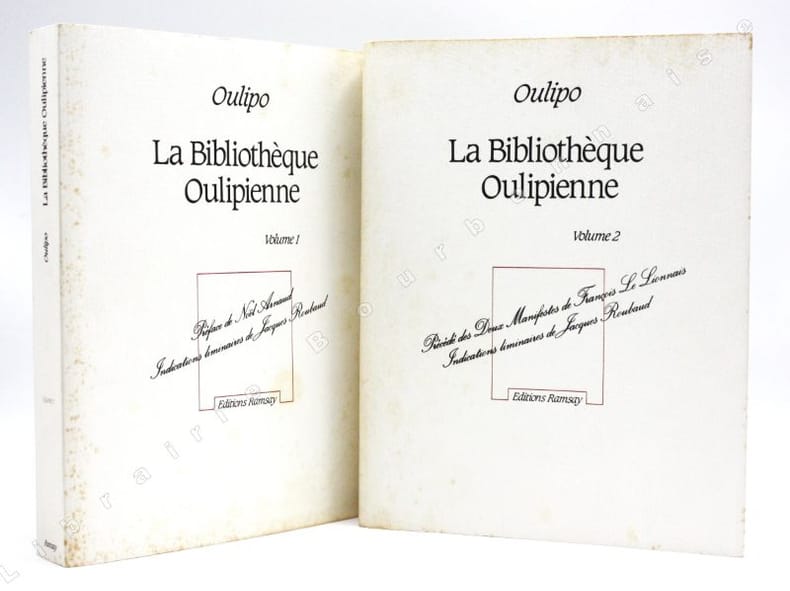 Oulipo
La Bibliothèque Oulipienne
Ramsay
Oulipo
La Bibliothèque
Oulipienne
Volume 1
Préface de Noël Arnaud
Indications liminaires de Jacques Roubaud
Editions Ramsay
Oulipo
La Bibliothèque
Oulipienne
Volume 2
Précédé des Deux Manifestes de François Le Lionnais
Indications liminaires de Jacques Roubaud
Editions Ramsay
Librairie Bourbonnaise ©